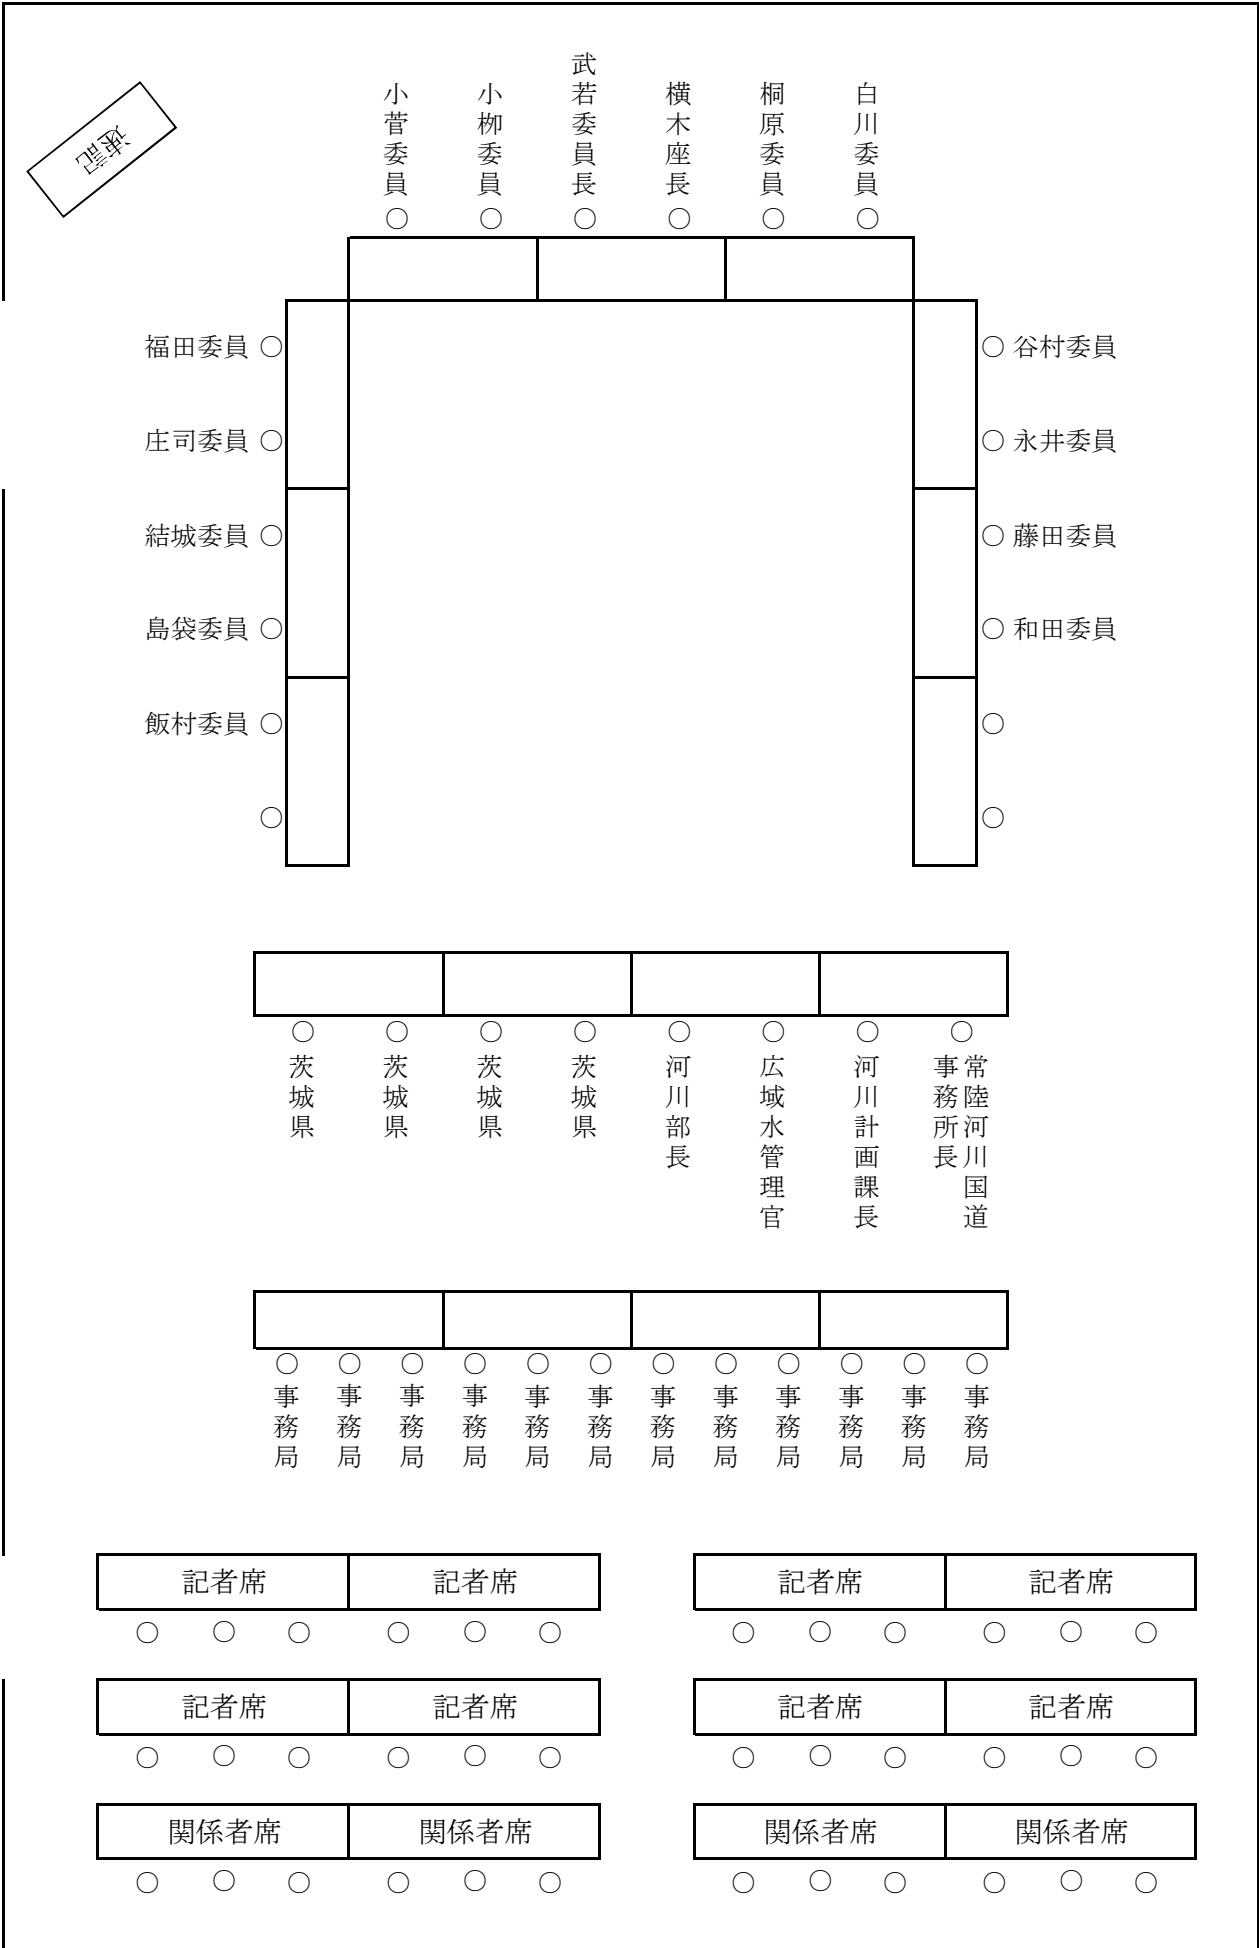 速記
小菅委員
小栁委員
武若委員長
横木座長
桐原委員
白川委員
福田委員
谷村委員
庄司委員
永井委員
結城委員
藤田委員
島袋委員
和田委員
飯村委員
茨城県
茨城県
茨城県
茨城県
河川部長
広域水管理官
河川計画課長
常陸河川国道
事務所長
事務局
事務局
事務局
事務局
事務局
事務局
事務局
事務局
事務局
事務局
事務局
事務局
記者席
記者席
記者席
記者席
記者席
記者席
記者席
記者席
関係者席
関係者席
関係者席
関係者席